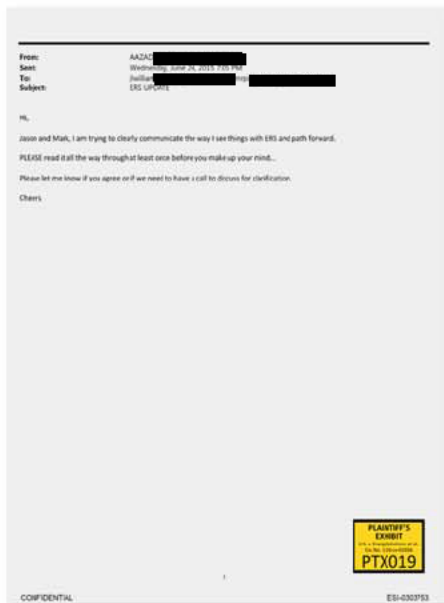 From: AAZAD
Sent: Wednesday, June 24, 2015 7:05 PM
To:
Subject: ERS UPDATE
Hi,
Jason and Mark, I am trying to clearly communicate the way I see things with ERS and path forward.
PLEASE read it all the way through at least once before you make up your mind...
Please let me know if you agree or if we need to have a call to discuss for clarification.
Cheers
PLAINTIFF'S
EXHIBIT
PTX019
1
CONFIDENTIAL ESI-0303753